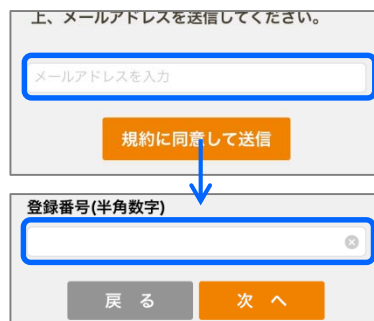 上、メールアドレスを送信してください。
メールアドレスを入力
規約に同意して送信
登録番号(半角数字)
戻 る
次 へ